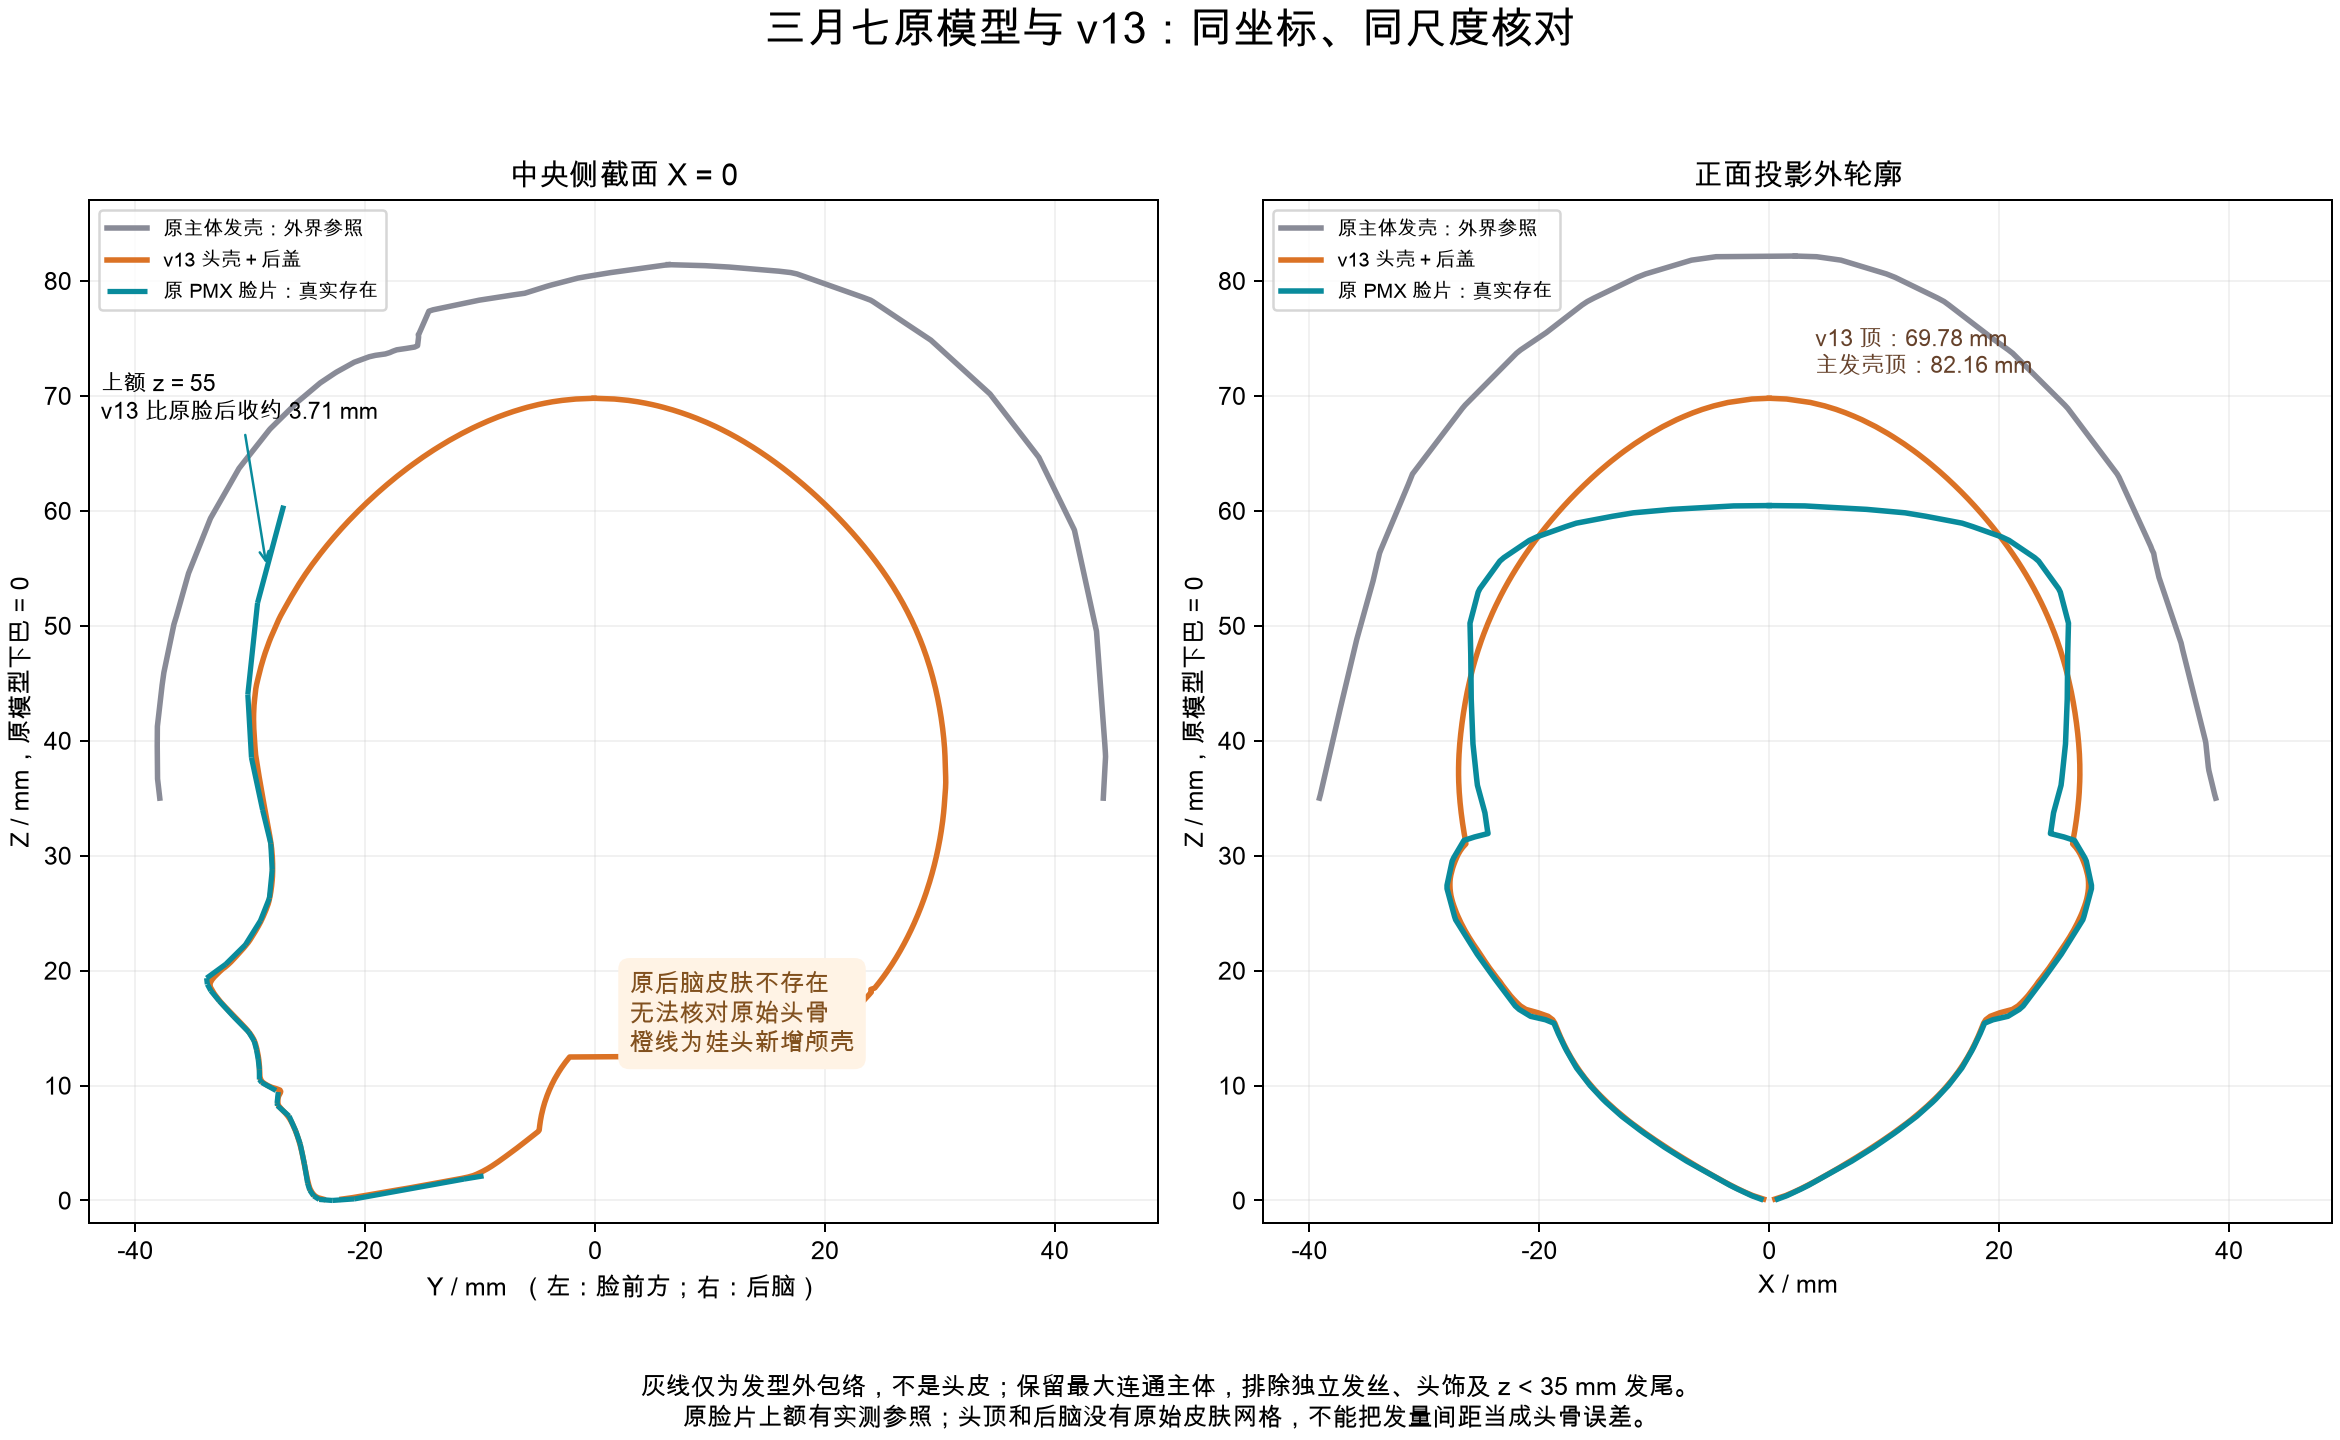 三月七原模型与 v13：同坐标、同尺度核对
中央侧截面 X = 0
原主体发壳：外界参照
v13 头壳 + 后盖
原 PMX 脸片：真实存在
上额 z = 55
v13 比原脸后收约 3.71 mm
原后脑皮肤不存在
无法核对原始头骨
橙线为娃头新增颅壳
80
70
60
50
40
30
20
10
0
-40
-20
0
20
40
Z / mm，原模型下巴 = 0
Y / mm （左：脸前方；右：后脑）
正面投影外轮廓
原主体发壳：外界参照
v13 头壳 + 后盖
原 PMX 脸片：真实存在
v13 顶：69.78 mm
主发壳顶：82.16 mm
80
70
60
50
40
30
20
10
0
-40
-20
0
20
40
Z / mm，原模型下巴 = 0
X / mm
灰线仅为发型外包络，不是头皮；保留最大连通主体，排除独立发丝、头饰及 z < 35 mm 发尾。
原脸片上额有实测参照；头顶和后脑没有原始皮肤网格，不能把发量间距当成头骨误差。